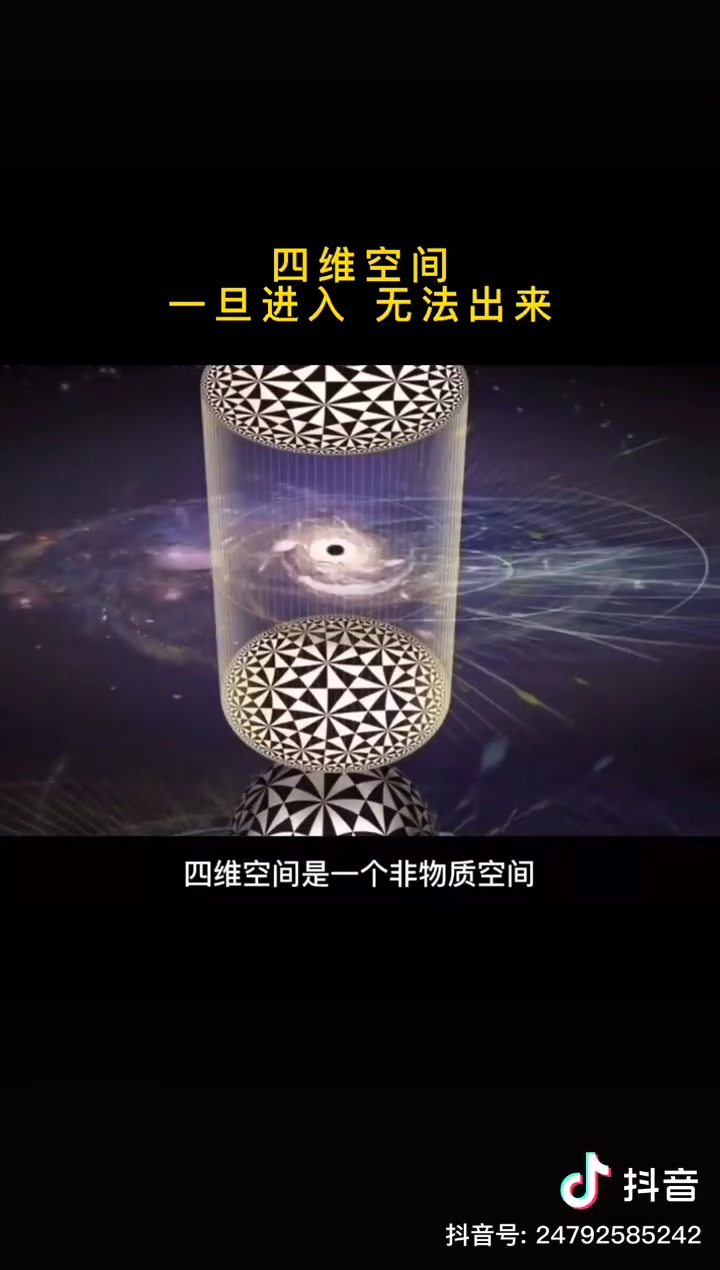 四维空间
一旦进入 无法出来
四维空间是一个非物质空间
抖音
抖音号: 24792585242